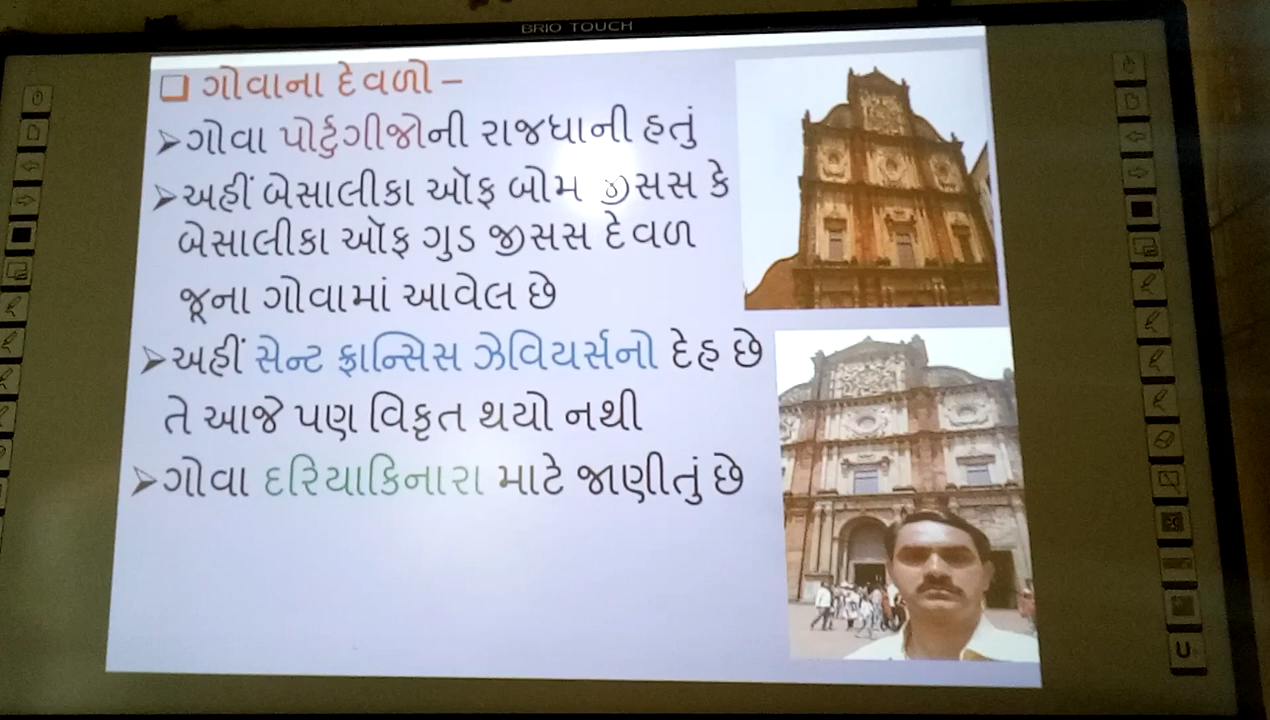 BRIO TOUCH
❑ ગોવાના દેવળો –
➢ ગોવા પોર્ટુગીજોની રાજધાની હતું
➢ અહીં બેસાલીકા ઑફ બોમ જીસસ કે
બેસાલીકા ઑફ ગુડ જીસસ દેવળ
જૂના ગોવામાં આવેલ છે
➢ અહીં સેન્ટ ફ્રાન્સિસ ઝેવિયર્સનો દેહ છે
તે આજે પણ વિકૃત થયો નથી
➢ ગોવા દરિયાકિનારા માટે જાણીતું છે